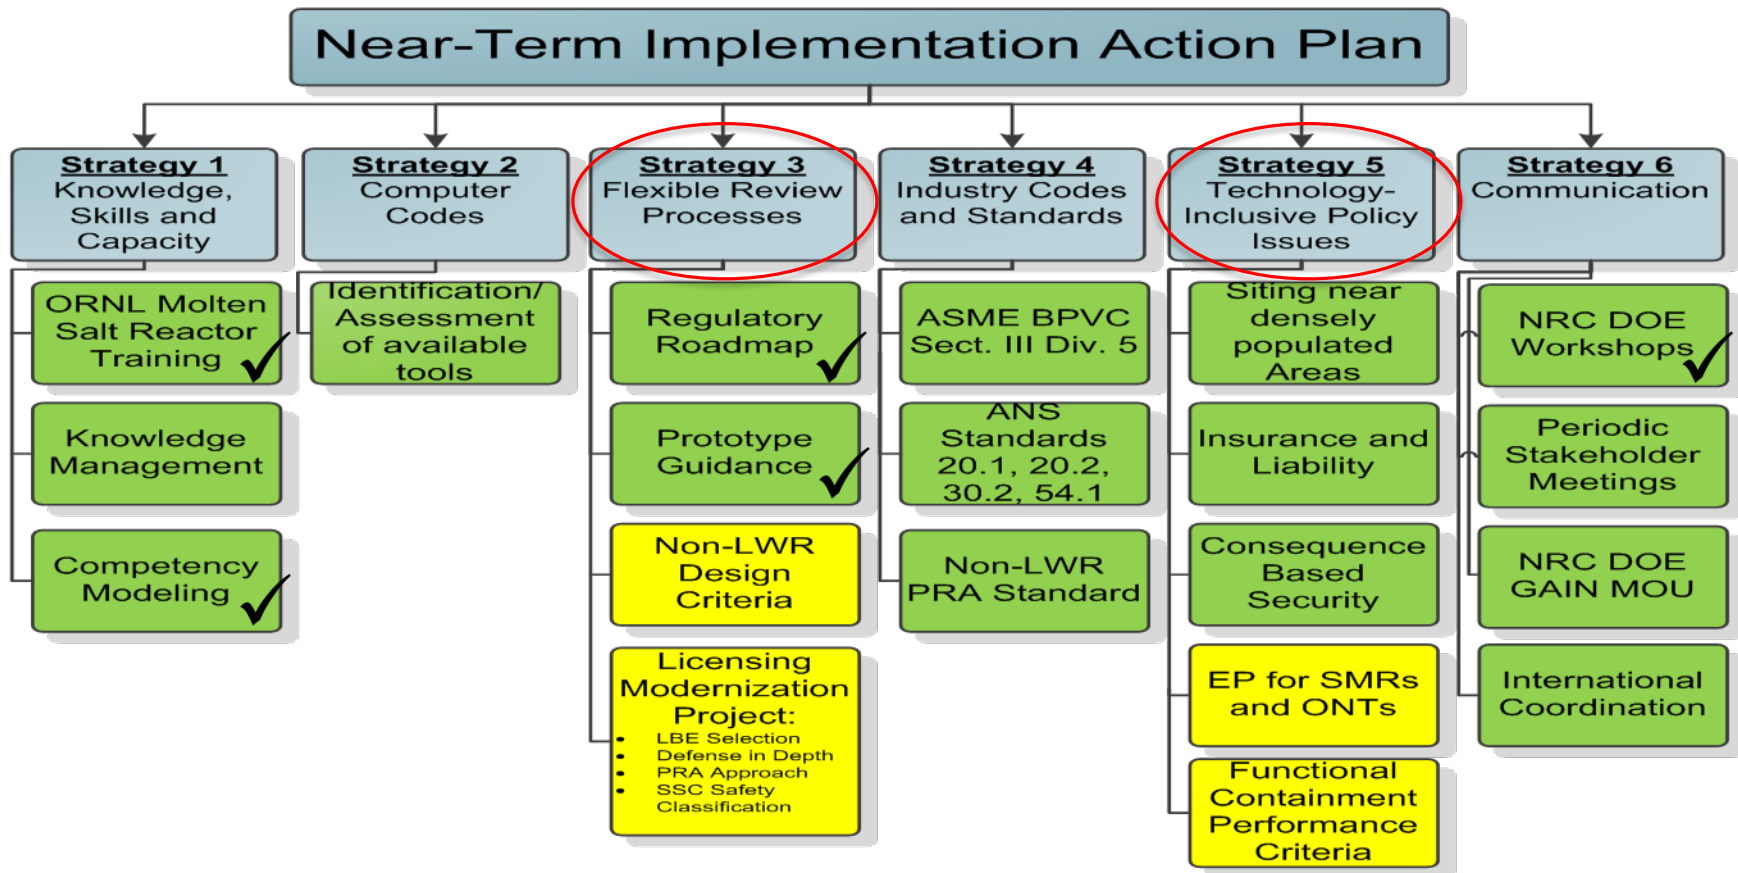 Near-Term Implementation Action Plan
Strategy 1
Knowledge,
Skills and
Capacity
Strategy 2
Computer
Codes
Strategy 3
Flexible Review
Processes
Strategy 4
Industry Codes
and Standards
Strategy 5
Technology-
Inclusive Policy
Issues
Strategy 6
Communication
ORNL Molten
Salt Reactor
Training
Knowledge
Management
Competency
Modeling
Identification/
Assessment
of available
tools
Regulatory
Roadmap
Prototype
Guidance
Non-LWR
Design
Criteria
Licensing
Modernization
Project:
• LBE Selection
• Defense in Depth
• PRA Approach
• SSC Safety
Classification
ASME BPVC
Sect. III Div. 5
ANS
Standards
20.1, 20.2,
30.2, 54.1
Non-LWR
PRA Standard
Siting near
densely
populated
Areas
Insurance and
Liability
Consequence
Based
Security
EP for SMRs
and ONTs
Functional
Containment
Performance
Criteria
NRC DOE
Workshops
Periodic
Stakeholder
Meetings
NRC DOE
GAIN MOU
International
Coordination